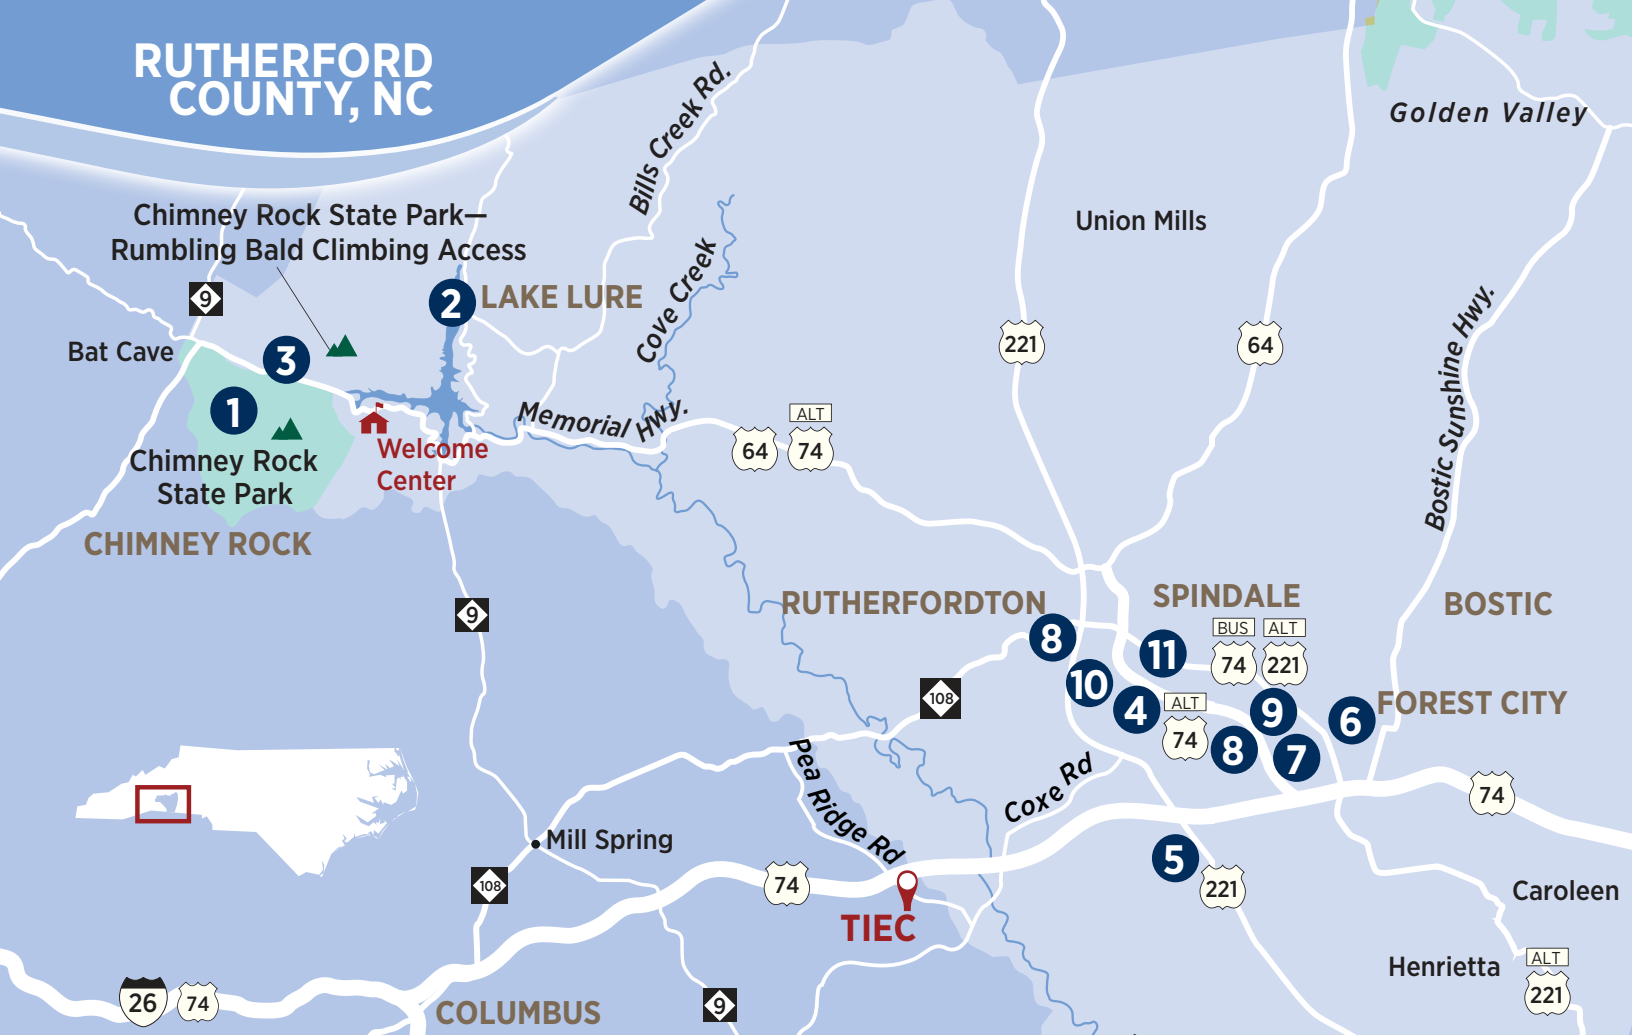 RUTHERFORD
COUNTY, NC
Golden Valley
Bills Creek Rd.
Chimney Rock State Park—
Rumbling Bald Climbing Access
Union Mills
Cove Creek
9
2
LAKE LURE
Bostic Sunshine Hwy.
Bat Cave
3
221
64
1
Memorial Hwy.
ALT
64
74
Welcome
Center
Chimney Rock
State Park
CHIMNEY ROCK
9
RUTHERFORDTON
SPINDALE
BOSTIC
8
BUS
ALT
11
74
221
10
108
4
ALT
74
9
6
FOREST CITY
8
7
Pea Ridge Rd
Coxe Rd
74
Mill Spring
5
108
74
221
Caroleen
TIEC
Henrietta
ALT
221
26
74
COLUMBUS
9